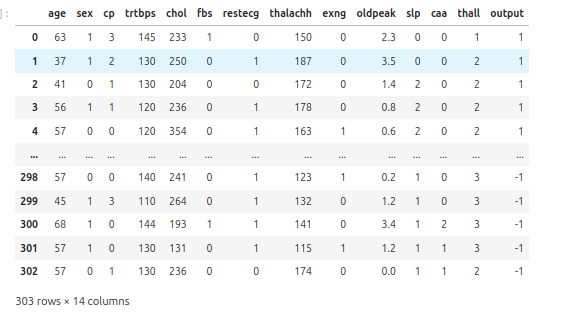 ]:
age sex cp trtbps chol fbs restecg thalachh exng oldpeak slp caa thall output
0 63 1 3 145 233 1 0 150 0 2.3 0 0 1 1
1 37 1 2 130 250 0 1 187 0 3.5 0 0 2 1
2 41 0 1 130 204 0 0 172 0 1.4 2 0 2 1
3 56 1 1 120 236 0 1 178 0 0.8 2 0 2 1
4 57 0 0 120 354 0 1 163 1 0.6 2 0 2 1
... ... ... ... ... ... ... ... ... ... ... ... ... ... ...
298 57 0 0 140 241 0 1 123 1 0.2 1 0 3 -1
299 45 1 3 110 264 0 1 132 0 1.2 1 0 3 -1
300 68 1 0 144 193 1 1 141 0 3.4 1 2 3 -1
301 57 1 0 130 131 0 1 115 1 1.2 1 1 3 -1
302 57 0 1 130 236 0 0 174 0 0.0 1 1 2 -1
303 rows × 14 columns